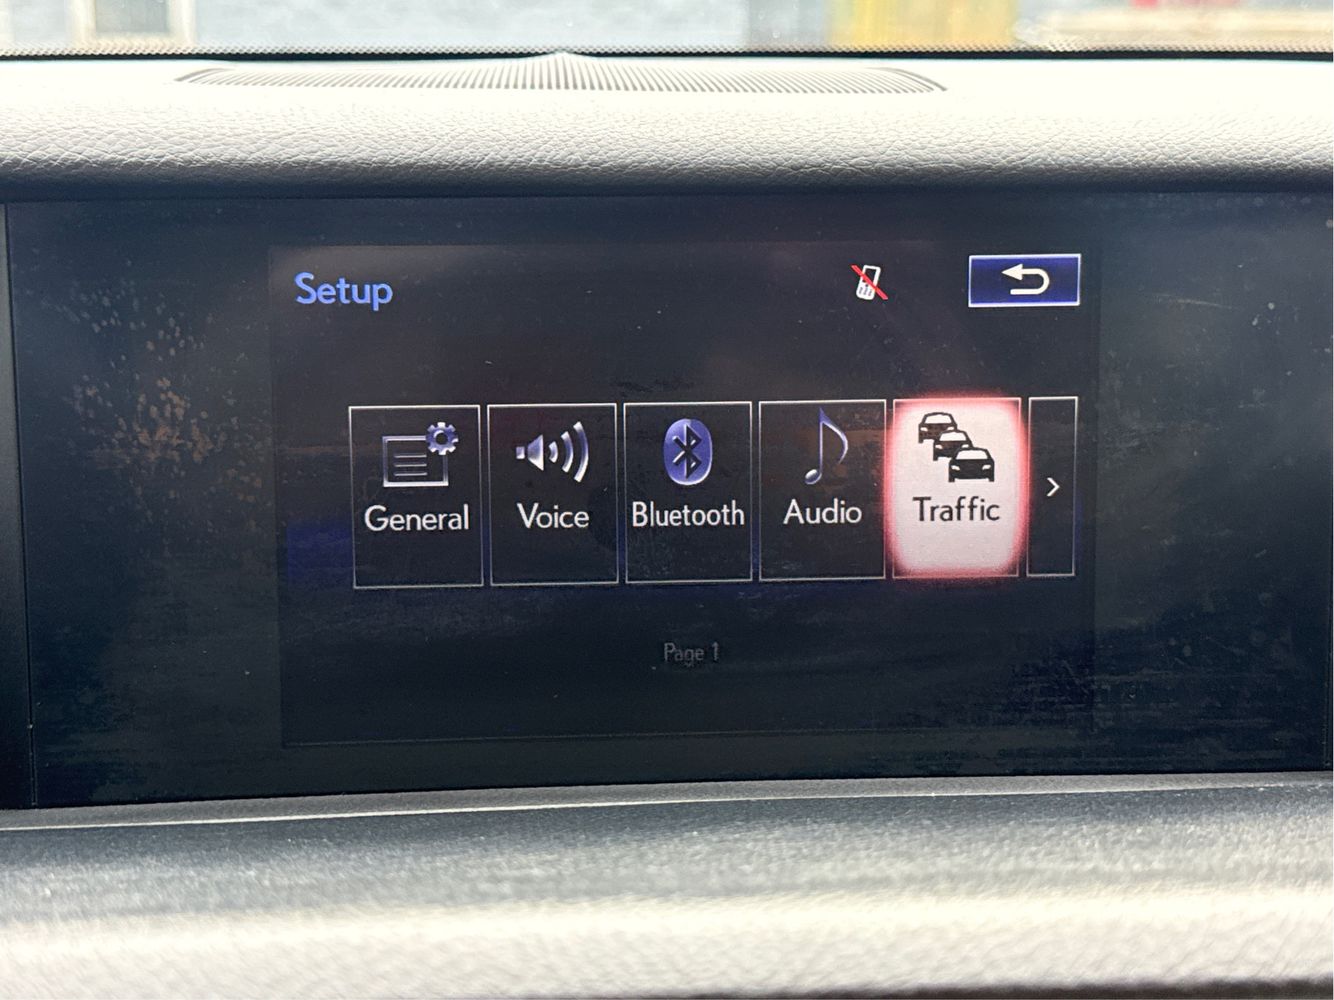 Setup
General
Voice
Bluetooth
Audio
Traffic
Page 1